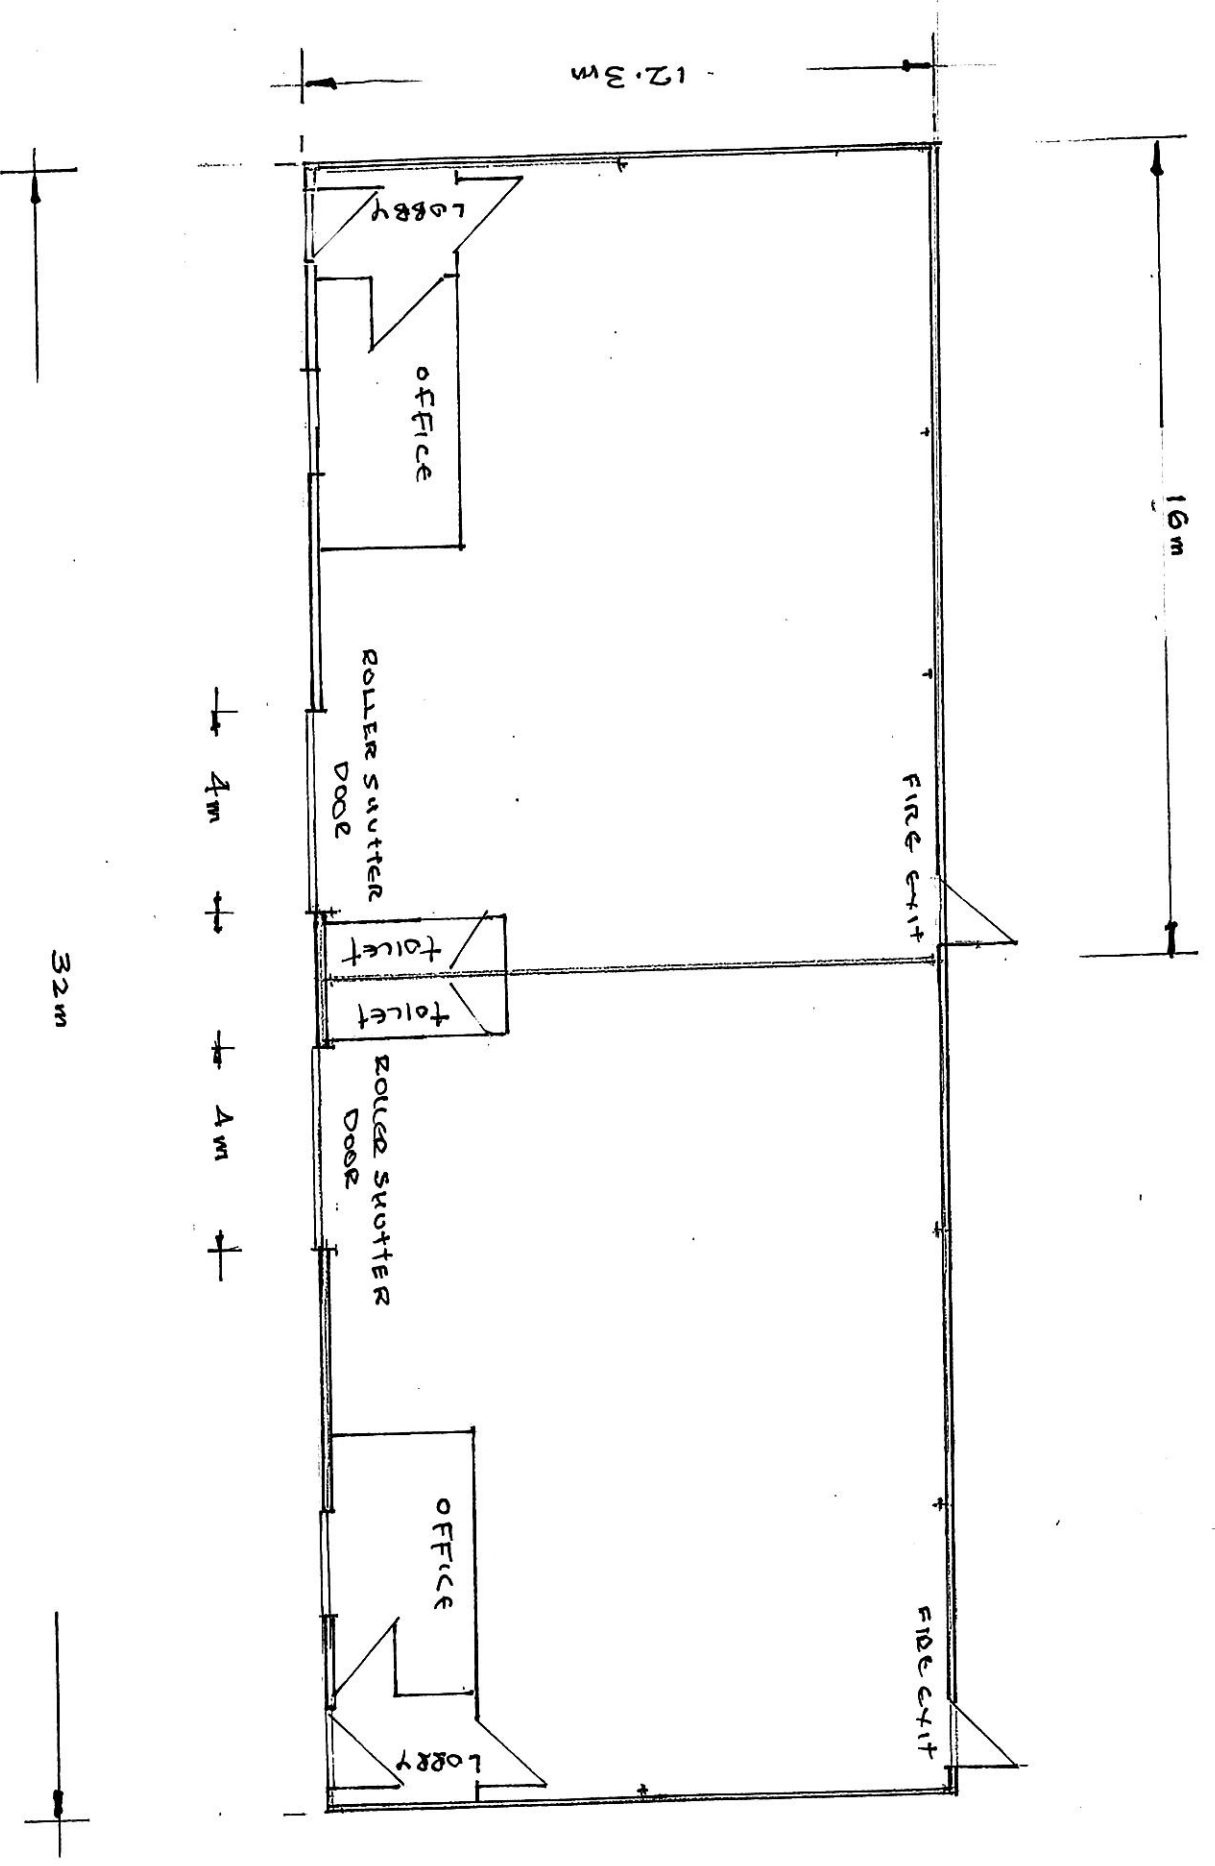 16m
FIRE EXIT
FIRE EXIT
12.3m
LOBBY
OFFICE
ROLLER SHUTTER
DOOR
TOILET
TOILET
ROLLER SHUTTER
DOOR
OFFICE
LOBBY
4m
4m
32m